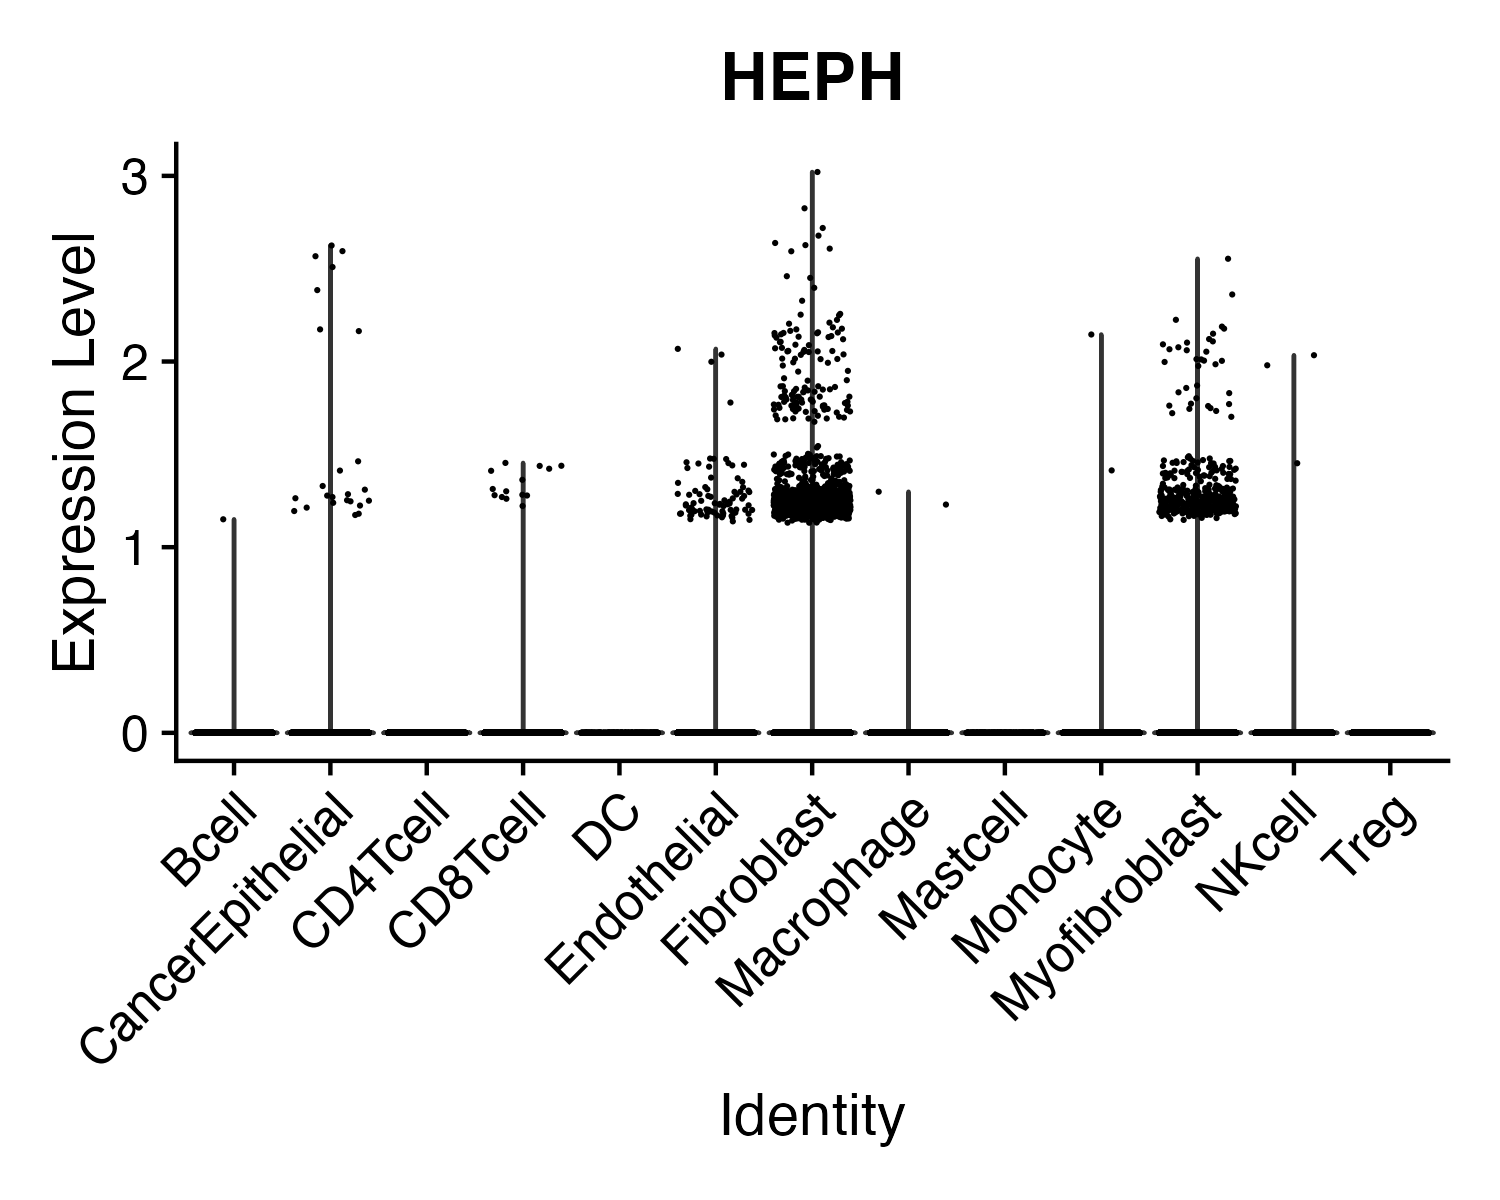 HEPH
Expression Level
3
2
1
0
Bcell
CancerEpithelial
CD4Tcell
CD8Tcell
DC
Endothelial
Fibroblast
Macrophage
Mastcell
Monocyte
Myofibroblast
NKcell
Treg
Identity